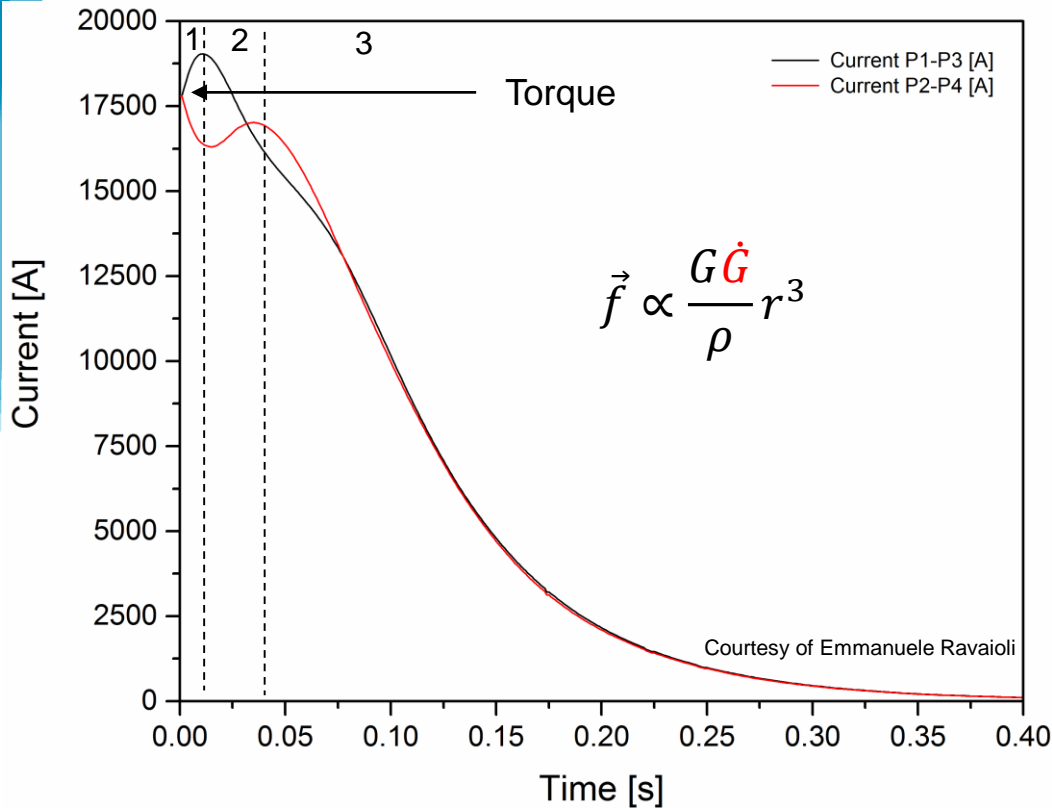 20000
17500
15000
12500
10000
7500
5000
2500
0
Current [A]
1 2 3
Current P1-P3 [A]
Current P2-P4 [A]
Torque
f⃗ ∝ GĠ/ρ r³
Courtesy of Emmanuele Ravaioli
0.00 0.05 0.10 0.15 0.20 0.25 0.30 0.35 0.40
Time [s]